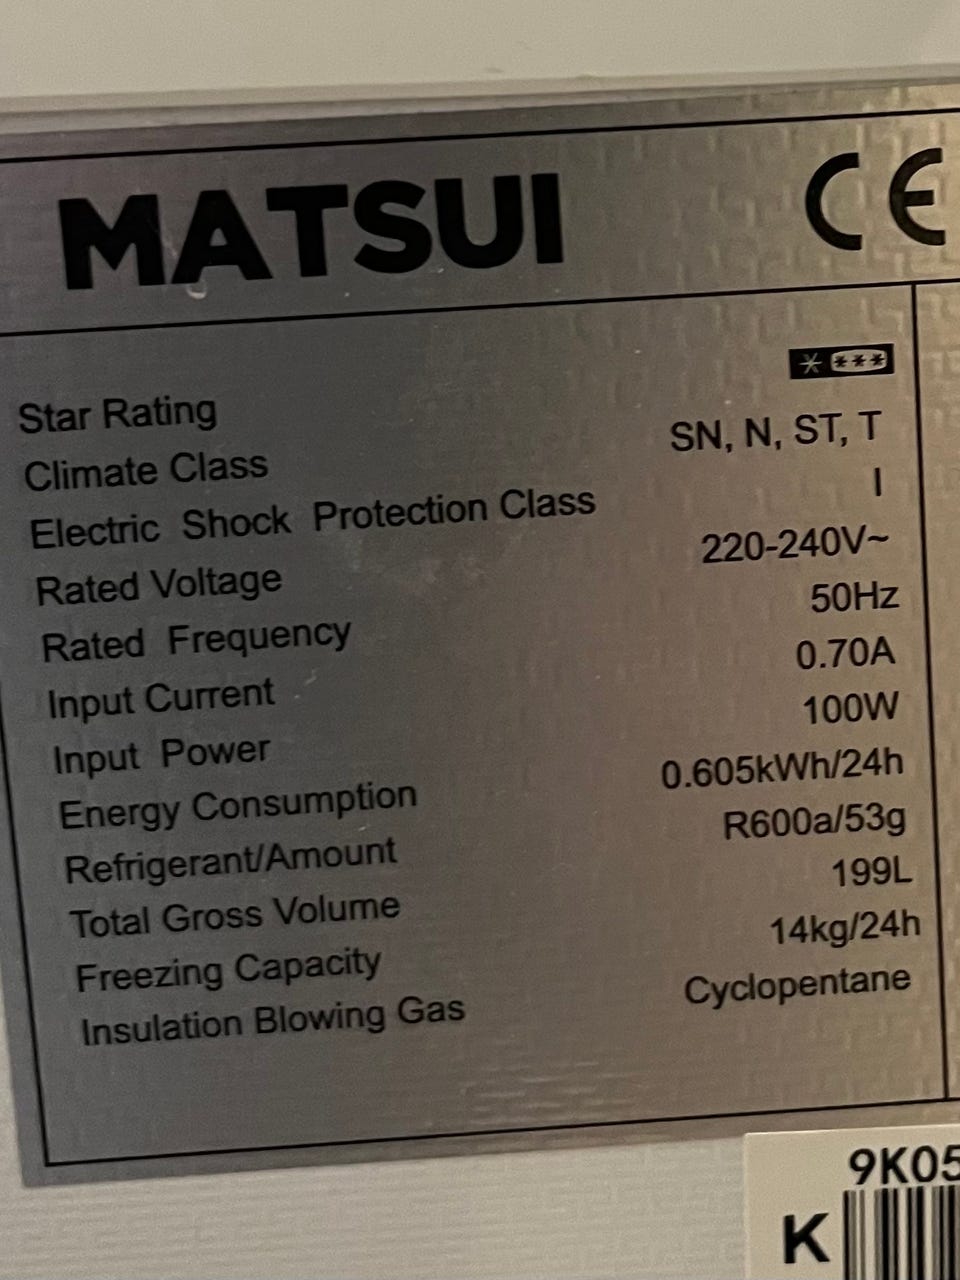 MATSUI CE
Star Rating * ***
Climate Class SN, N, ST, T
Electric Shock Protection Class I
Rated Voltage 220-240V~
Rated Frequency 50Hz
Input Current 0.70A
Input Power 100W
Energy Consumption 0.605kWh/24h
Refrigerant/Amount R600a/53g
Total Gross Volume 199L
Freezing Capacity 14kg/24h
Insulation Blowing Gas Cyclopentane
9K05
K